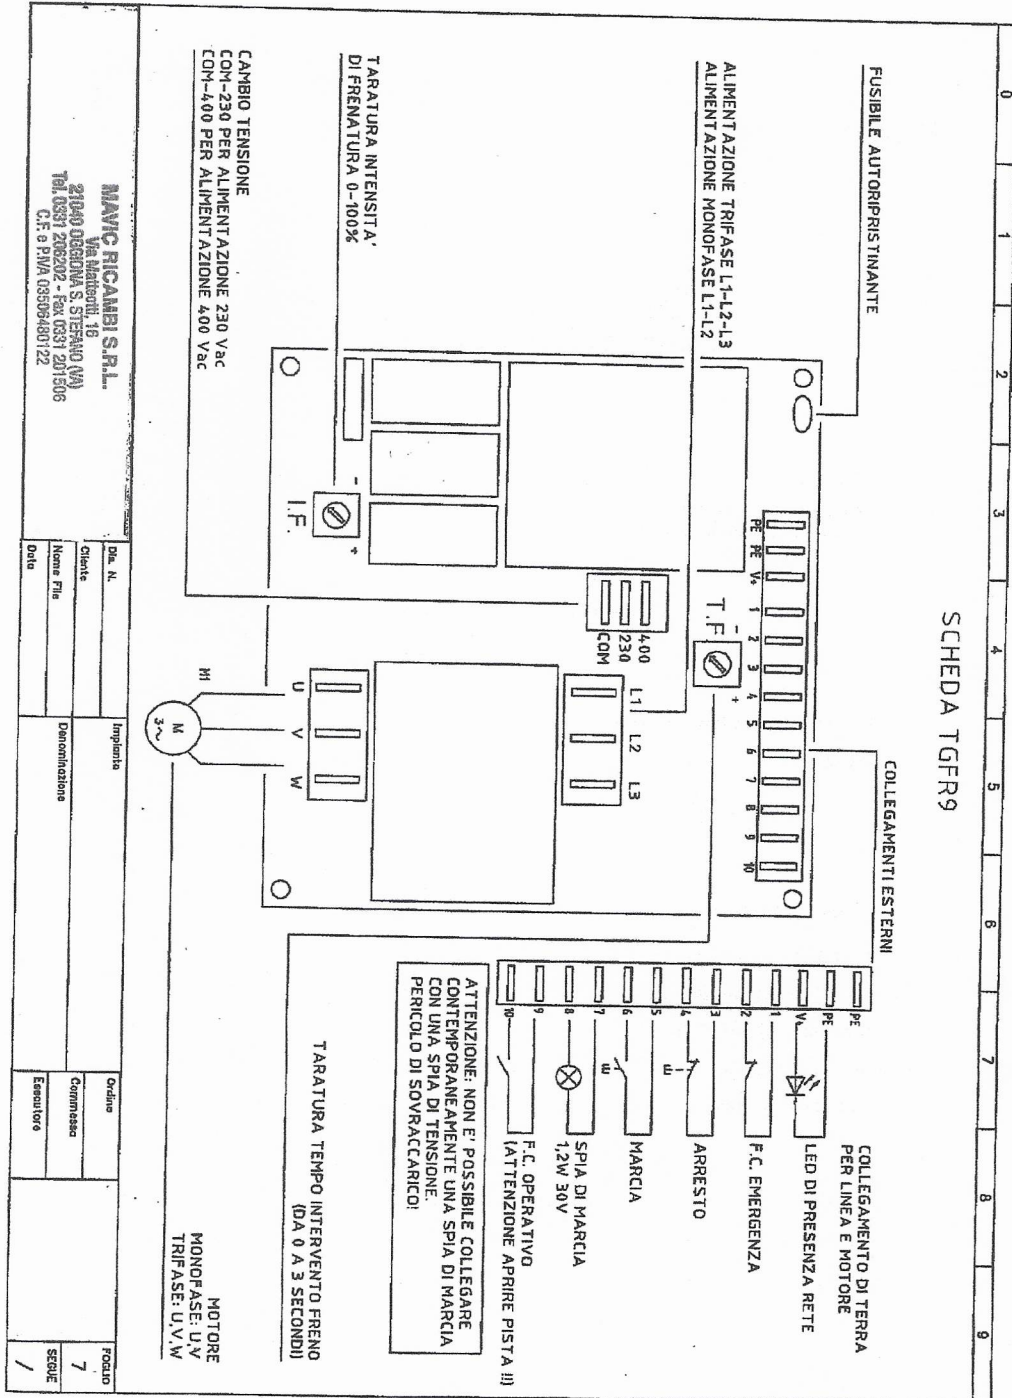 0 1 2 3 4 5 6 7 8 9
SCHEDA TGFR9
FUSIBILE AUTORIPRISTINANTE
ALIMENTAZIONE TRIFASE L1-L2-L3
ALIMENTAZIONE MONOFASE L1-L2
TARATURA INTENSITA'
DI FRENATURA 0-100%
CAMBIO TENSIONE
COM-230 PER ALIMENTAZIONE 230 Vac
COM-400 PER ALIMENTAZIONE 400 Vac
COLLEGAMENTI ESTERNI
PE PE V+ 1 2 3 4 5 6 7 8 9 10
- +
T.F
400
230
COM
L1 L2 L3
- +
I.F.
U V W
M1
M
3~
PE
PE
V+
1
2
3
4
5
6
7
8
9
10
E
E
COLLEGAMENTO DI TERRA
PER LINEA E MOTORE
LED DI PRESENZA RETE
F.C. EMERGENZA
ARRESTO
MARCIA
SPIA DI MARCIA
1,2W 30V
F.C. OPERATIVO
(ATTENZIONE APRIRE PISTA !!)
ATTENZIONE: NON E' POSSIBILE COLLEGARE
CONTEMPORANEAMENTE UNA SPIA DI MARCIA
CON UNA SPIA DI TENSIONE.
PERICOLO DI SOVRACCARICO!
TARATURA TEMPO INTERVENTO FRENO
(DA 0 A 3 SECONDI)
MOTORE
MONOFASE: U,V
TRIFASE: U,V,W
MAVIC RICAMBI S.R.L.
Via Matteotti, 16
21040 OGGIONA S. STEFANO (VA)
Tel. 0331 206202 - Fax 0331 201506
C.F. e P.IVA 03506480122
Dis. N.
Cliente
Nome File
Data
Impianto
Denominazione
Ordine
Commessa
Esecutore
FOGLIO
7
SEGUE
/